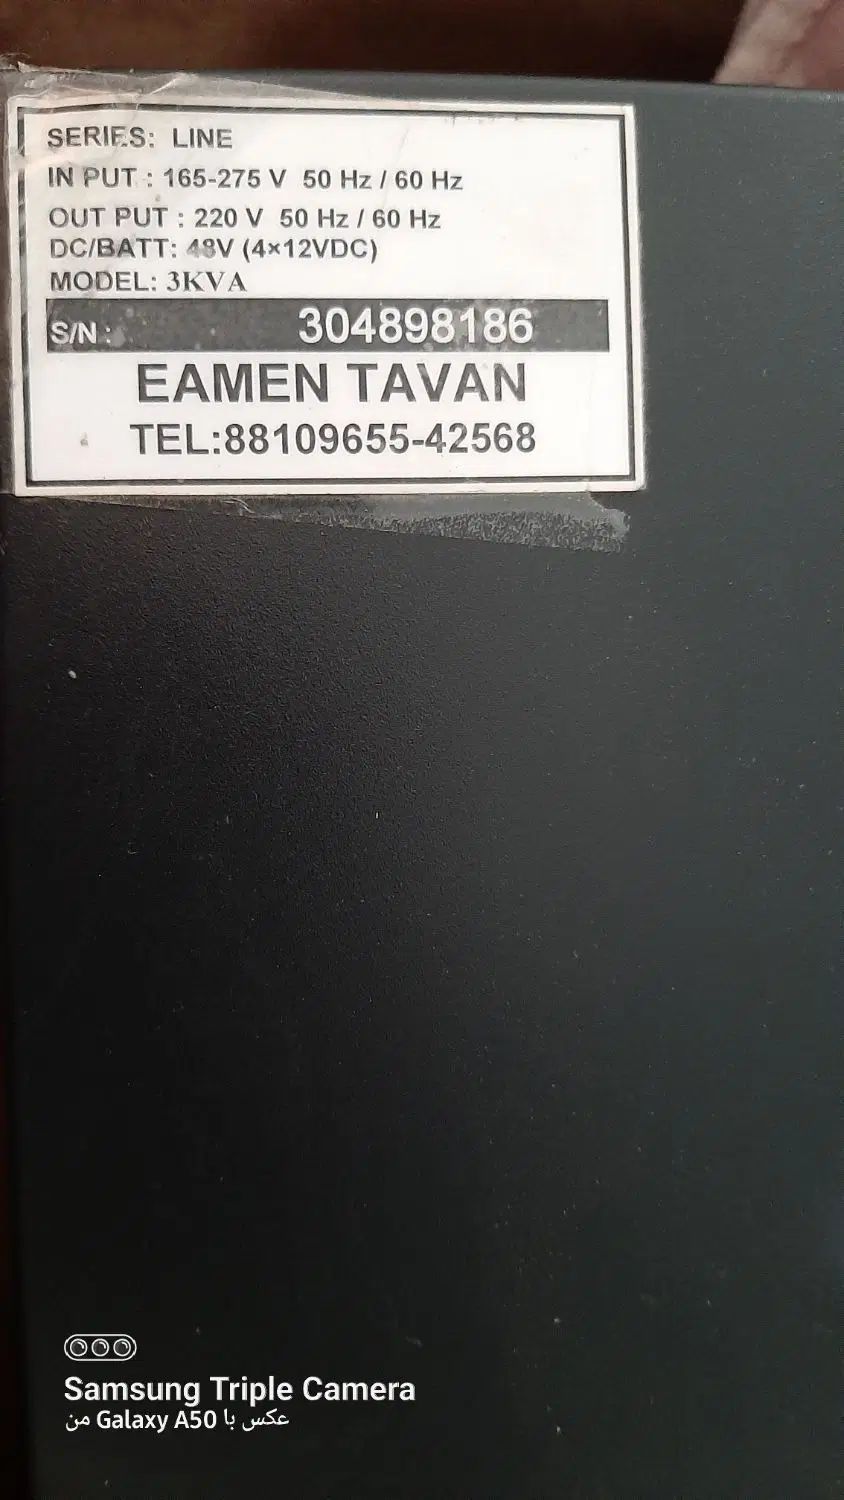 SERIES: LINE
IN PUT : 165-275 V 50 Hz / 60 Hz
OUT PUT : 220 V 50 Hz / 60 Hz
DC/BATT: 48V (4×12VDC)
MODEL: 3KVA
S/N : 304898186
EAMEN TAVAN
TEL:88109655-42568
Samsung Triple Camera
عکس با Galaxy A50 من